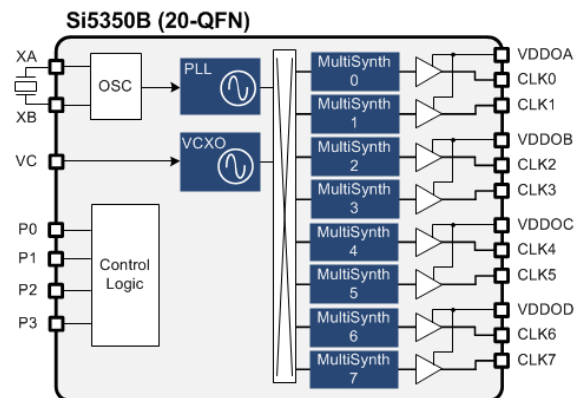 Si5350B (20-QFN)
XA
XB
OSC
PLL
VCXO
VC
P0
P1
P2
P3
Control
Logic
MultiSynth
0
MultiSynth
1
MultiSynth
2
MultiSynth
3
MultiSynth
4
MultiSynth
5
MultiSynth
6
MultiSynth
7
VDDOA
CLK0
CLK1
VDDOB
CLK2
CLK3
VDDOC
CLK4
CLK5
VDDOD
CLK6
CLK7